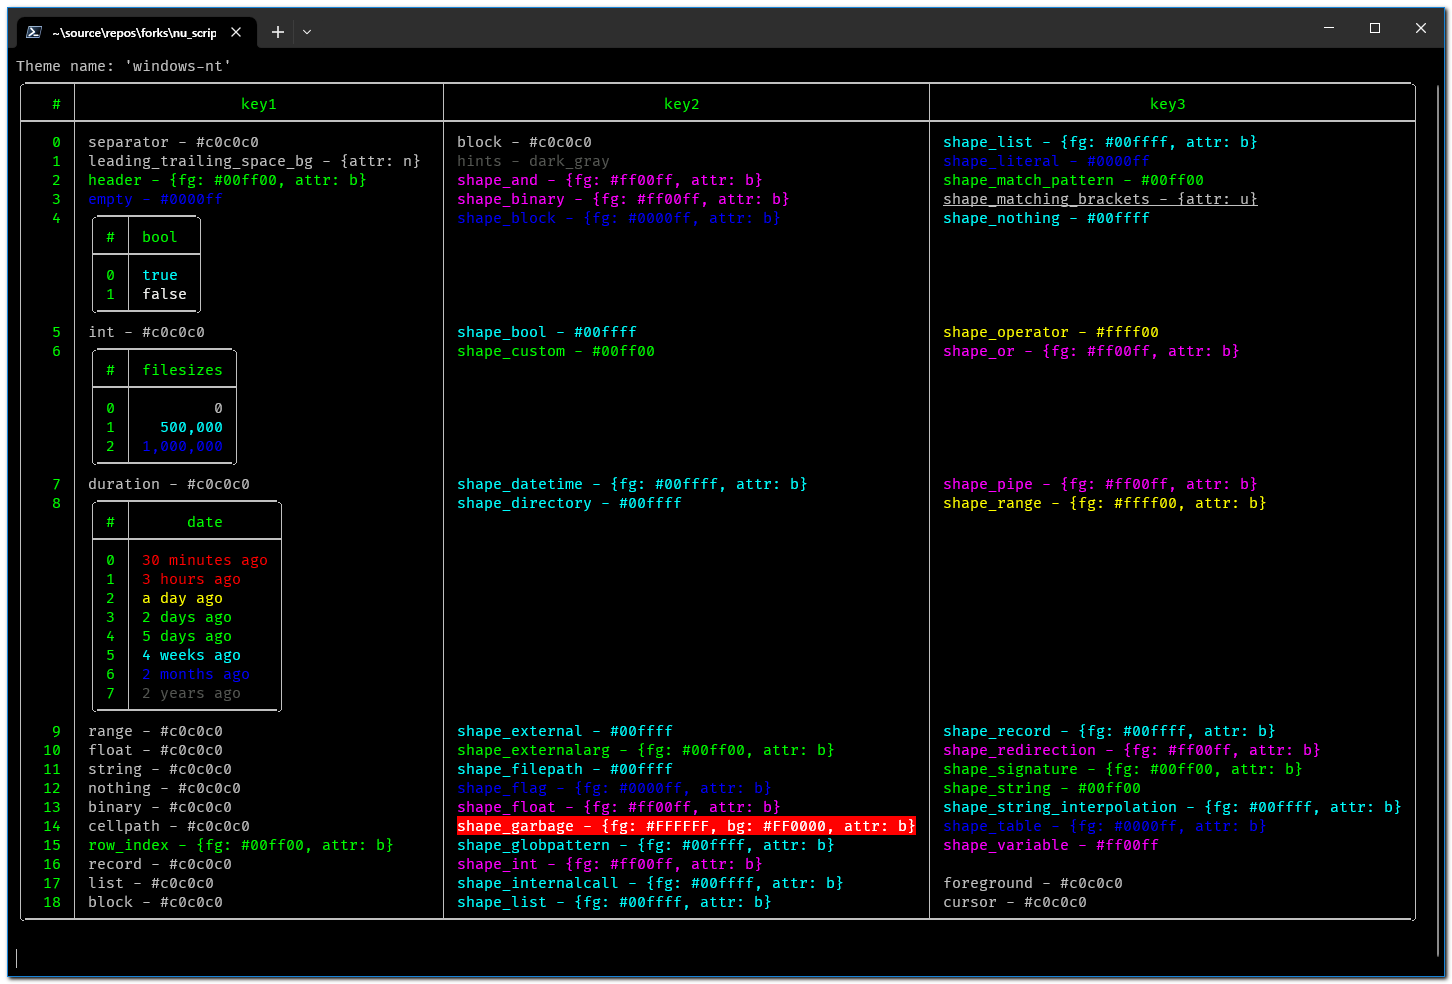 ~\source\repos\forks\nu_scrip
Theme name: 'windows-nt'
# key1 key2 key3
0 separator - #c0c0c0 block - #c0c0c0 shape_list - {fg: #00ffff, attr: b}
1 leading_trailing_space_bg - {attr: n} hints - dark_gray shape_literal - #0000ff
2 header - {fg: #00ff00, attr: b} shape_and - {fg: #ff00ff, attr: b} shape_match_pattern - #00ff00
3 empty - #0000ff shape_binary - {fg: #ff00ff, attr: b} shape_matching_brackets - {attr: u}
4 shape_block - {fg: #0000ff, attr: b} shape_nothing - #00ffff
# bool
0 true
1 false
5 int - #c0c0c0 shape_bool - #00ffff shape_operator - #ffff00
6 shape_custom - #00ff00 shape_or - {fg: #ff00ff, attr: b}
# filesizes
0 0
1 500,000
2 1,000,000
7 duration - #c0c0c0 shape_datetime - {fg: #00ffff, attr: b} shape_pipe - {fg: #ff00ff, attr: b}
8 shape_directory - #00ffff shape_range - {fg: #ffff00, attr: b}
# date
0 30 minutes ago
1 3 hours ago
2 a day ago
3 2 days ago
4 5 days ago
5 4 weeks ago
6 2 months ago
7 2 years ago
9 range - #c0c0c0 shape_external - #00ffff shape_record - {fg: #00ffff, attr: b}
10 float - #c0c0c0 shape_externalarg - {fg: #00ff00, attr: b} shape_redirection - {fg: #ff00ff, attr: b}
11 string - #c0c0c0 shape_filepath - #00ffff shape_signature - {fg: #00ff00, attr: b}
12 nothing - #c0c0c0 shape_flag - {fg: #0000ff, attr: b} shape_string - #00ff00
13 binary - #c0c0c0 shape_float - {fg: #ff00ff, attr: b} shape_string_interpolation - {fg: #00ffff, attr: b}
14 cellpath - #c0c0c0 shape_garbage - {fg: #FFFFFF, bg: #FF0000, attr: b} shape_table - {fg: #0000ff, attr: b}
15 row_index - {fg: #00ff00, attr: b} shape_globpattern - {fg: #00ffff, attr: b} shape_variable - #ff00ff
16 record - #c0c0c0 shape_int - {fg: #ff00ff, attr: b}
17 list - #c0c0c0 shape_internalcall - {fg: #00ffff, attr: b} foreground - #c0c0c0
18 block - #c0c0c0 shape_list - {fg: #00ffff, attr: b} cursor - #c0c0c0